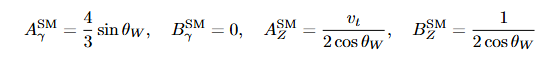 A_γ^SM = 4/3 sin θ_W, B_γ^SM = 0, A_Z^SM = v_t / (2 cos θ_W), B_Z^SM = 1 / (2 cos θ_W)